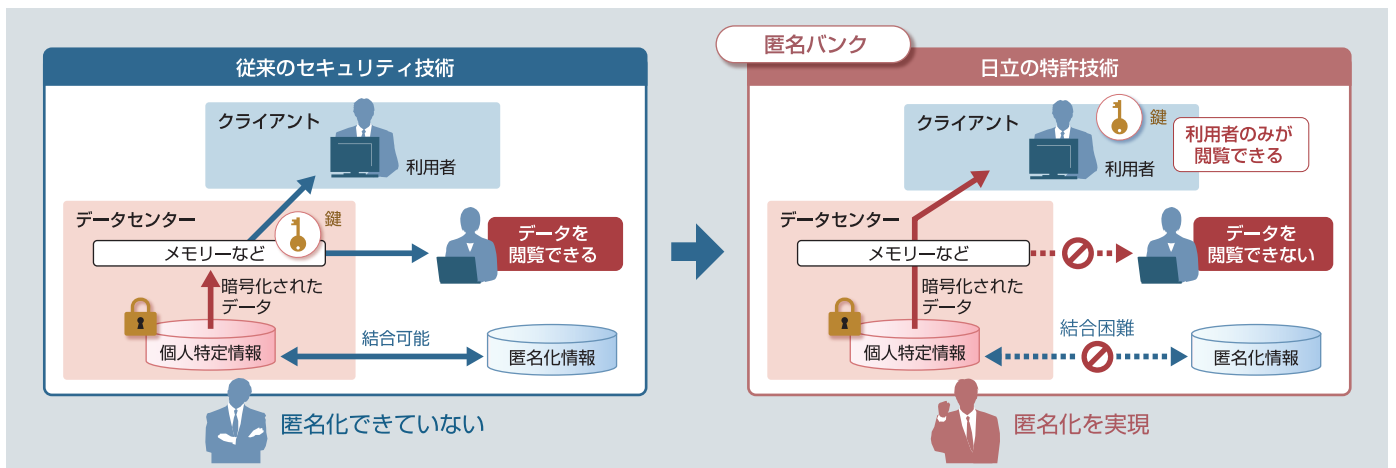 従来のセキュリティ技術
クライアント
利用者
データセンター
鍵
メモリーなど
データを
閲覧できる
暗号化された
データ
個人特定情報
結合可能
匿名化情報
匿名化できていない
匿名バンク
日立の特許技術
クライアント
鍵
利用者のみが
閲覧できる
利用者
データセンター
メモリーなど
データを
閲覧できない
暗号化された
データ
個人特定情報
結合困難
匿名化情報
匿名化を実現